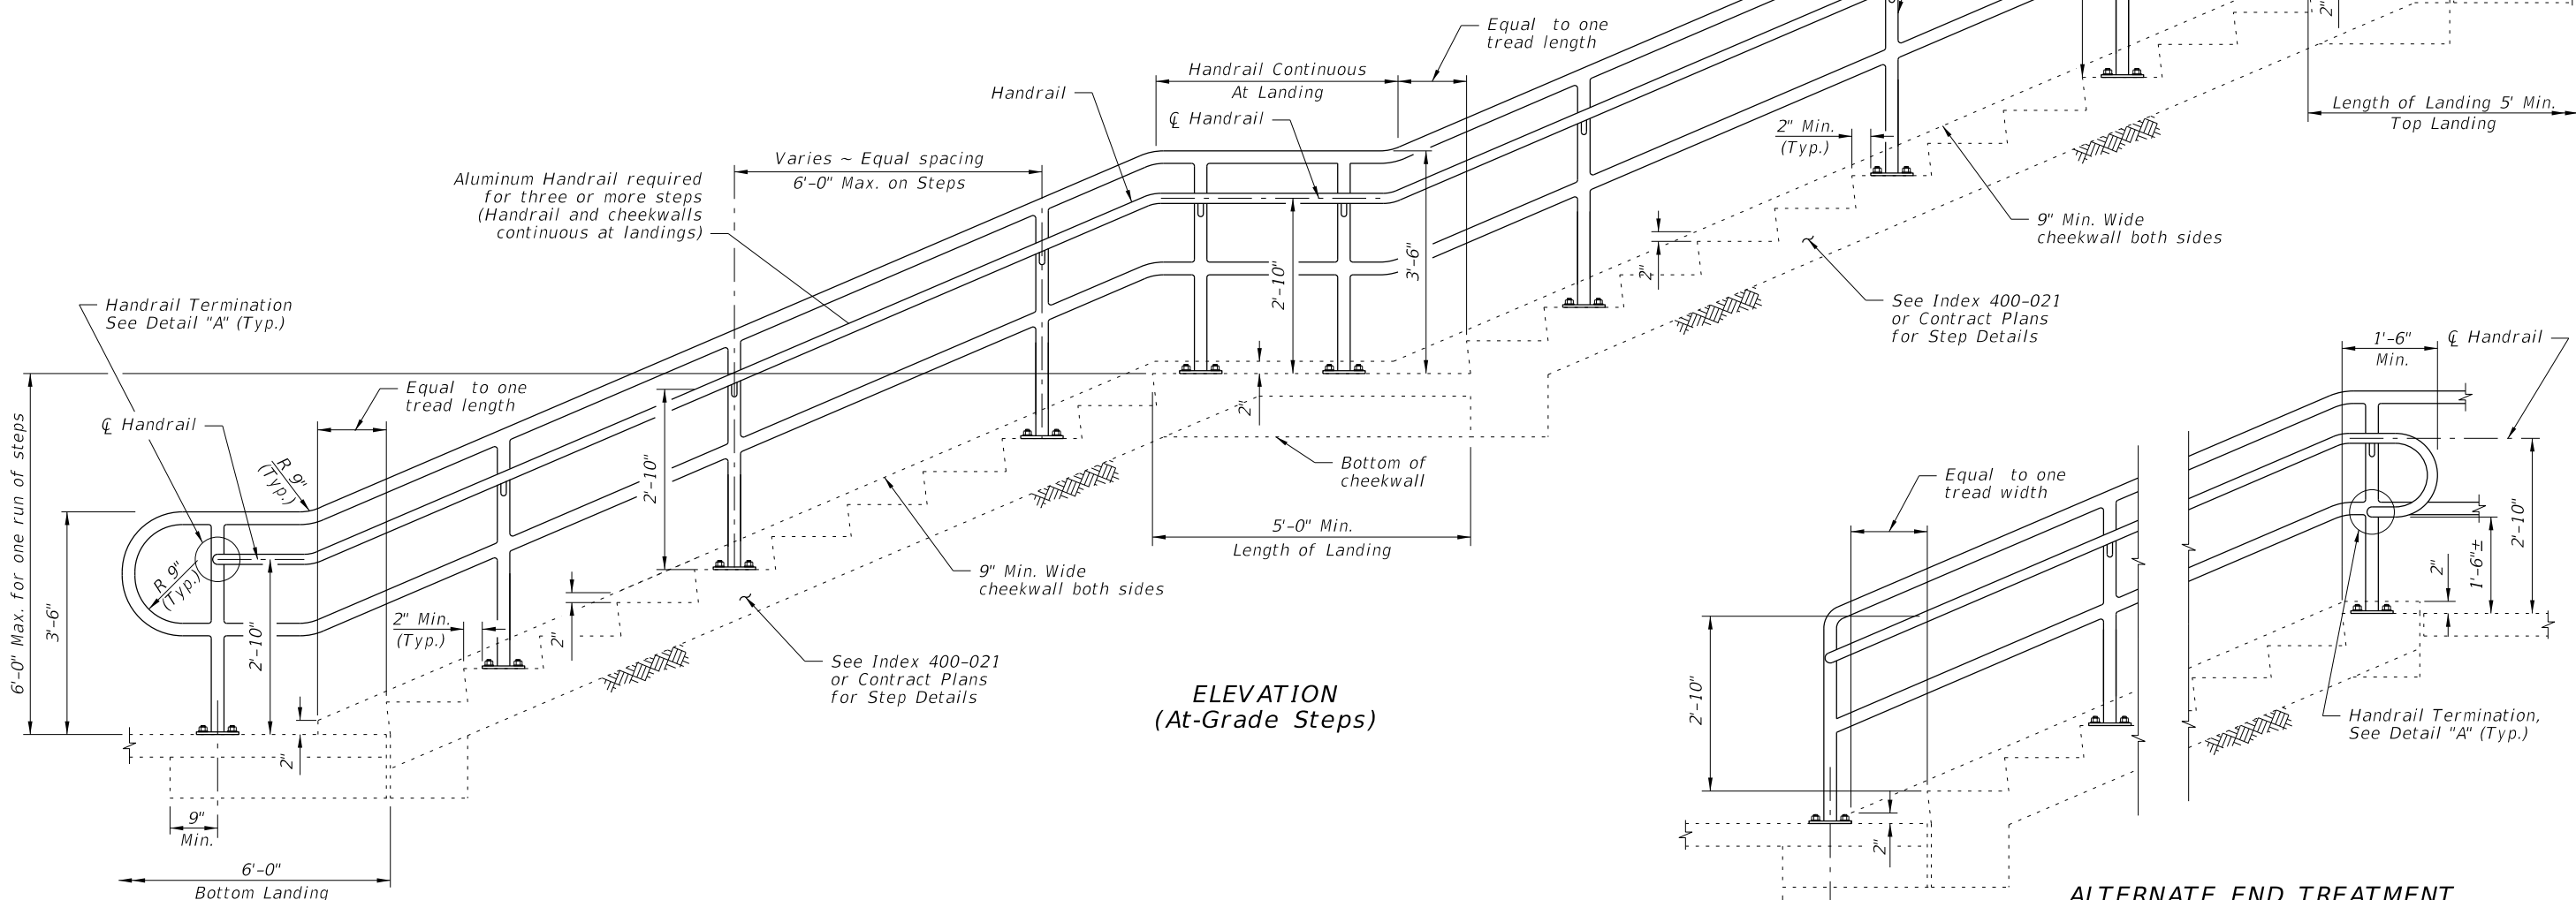 Equal to one
tread length
2"
Handrail Continuous
At Landing
Handrail
℄ Handrail
Length of Landing 5' Min.
Top Landing
2" Min.
(Typ.)
Varies ~ Equal spacing
6'-0" Max. on Steps
Aluminum Handrail required
for three or more steps
(Handrail and cheekwalls
continuous at landings)
9" Min. Wide
cheekwall both sides
2'-10"
3'-6"
2"
See Index 400-021
or Contract Plans
for Step Details
Handrail Termination
See Detail "A" (Typ.)
1'-6"
Min.
℄ Handrail
Equal to one
tread length
℄ Handrail
2"
6'-0" Max. for one run of steps
R 9"
(Typ.)
2'-10"
Bottom of
cheekwall
Equal to one
tread width
5'-0" Min.
Length of Landing
2'-10"
1'-6"±
2"
R 9"
(Typ.)
9" Min. Wide
cheekwall both sides
3'-6"
2'-10"
2" Min.
(Typ.)
2"
See Index 400-021
or Contract Plans
for Step Details
ELEVATION
(At-Grade Steps)
2'-10"
Handrail Termination,
See Detail "A" (Typ.)
2"
2"
9"
Min.
6'-0"
Bottom Landing
ALTERNATE END TREATMENT